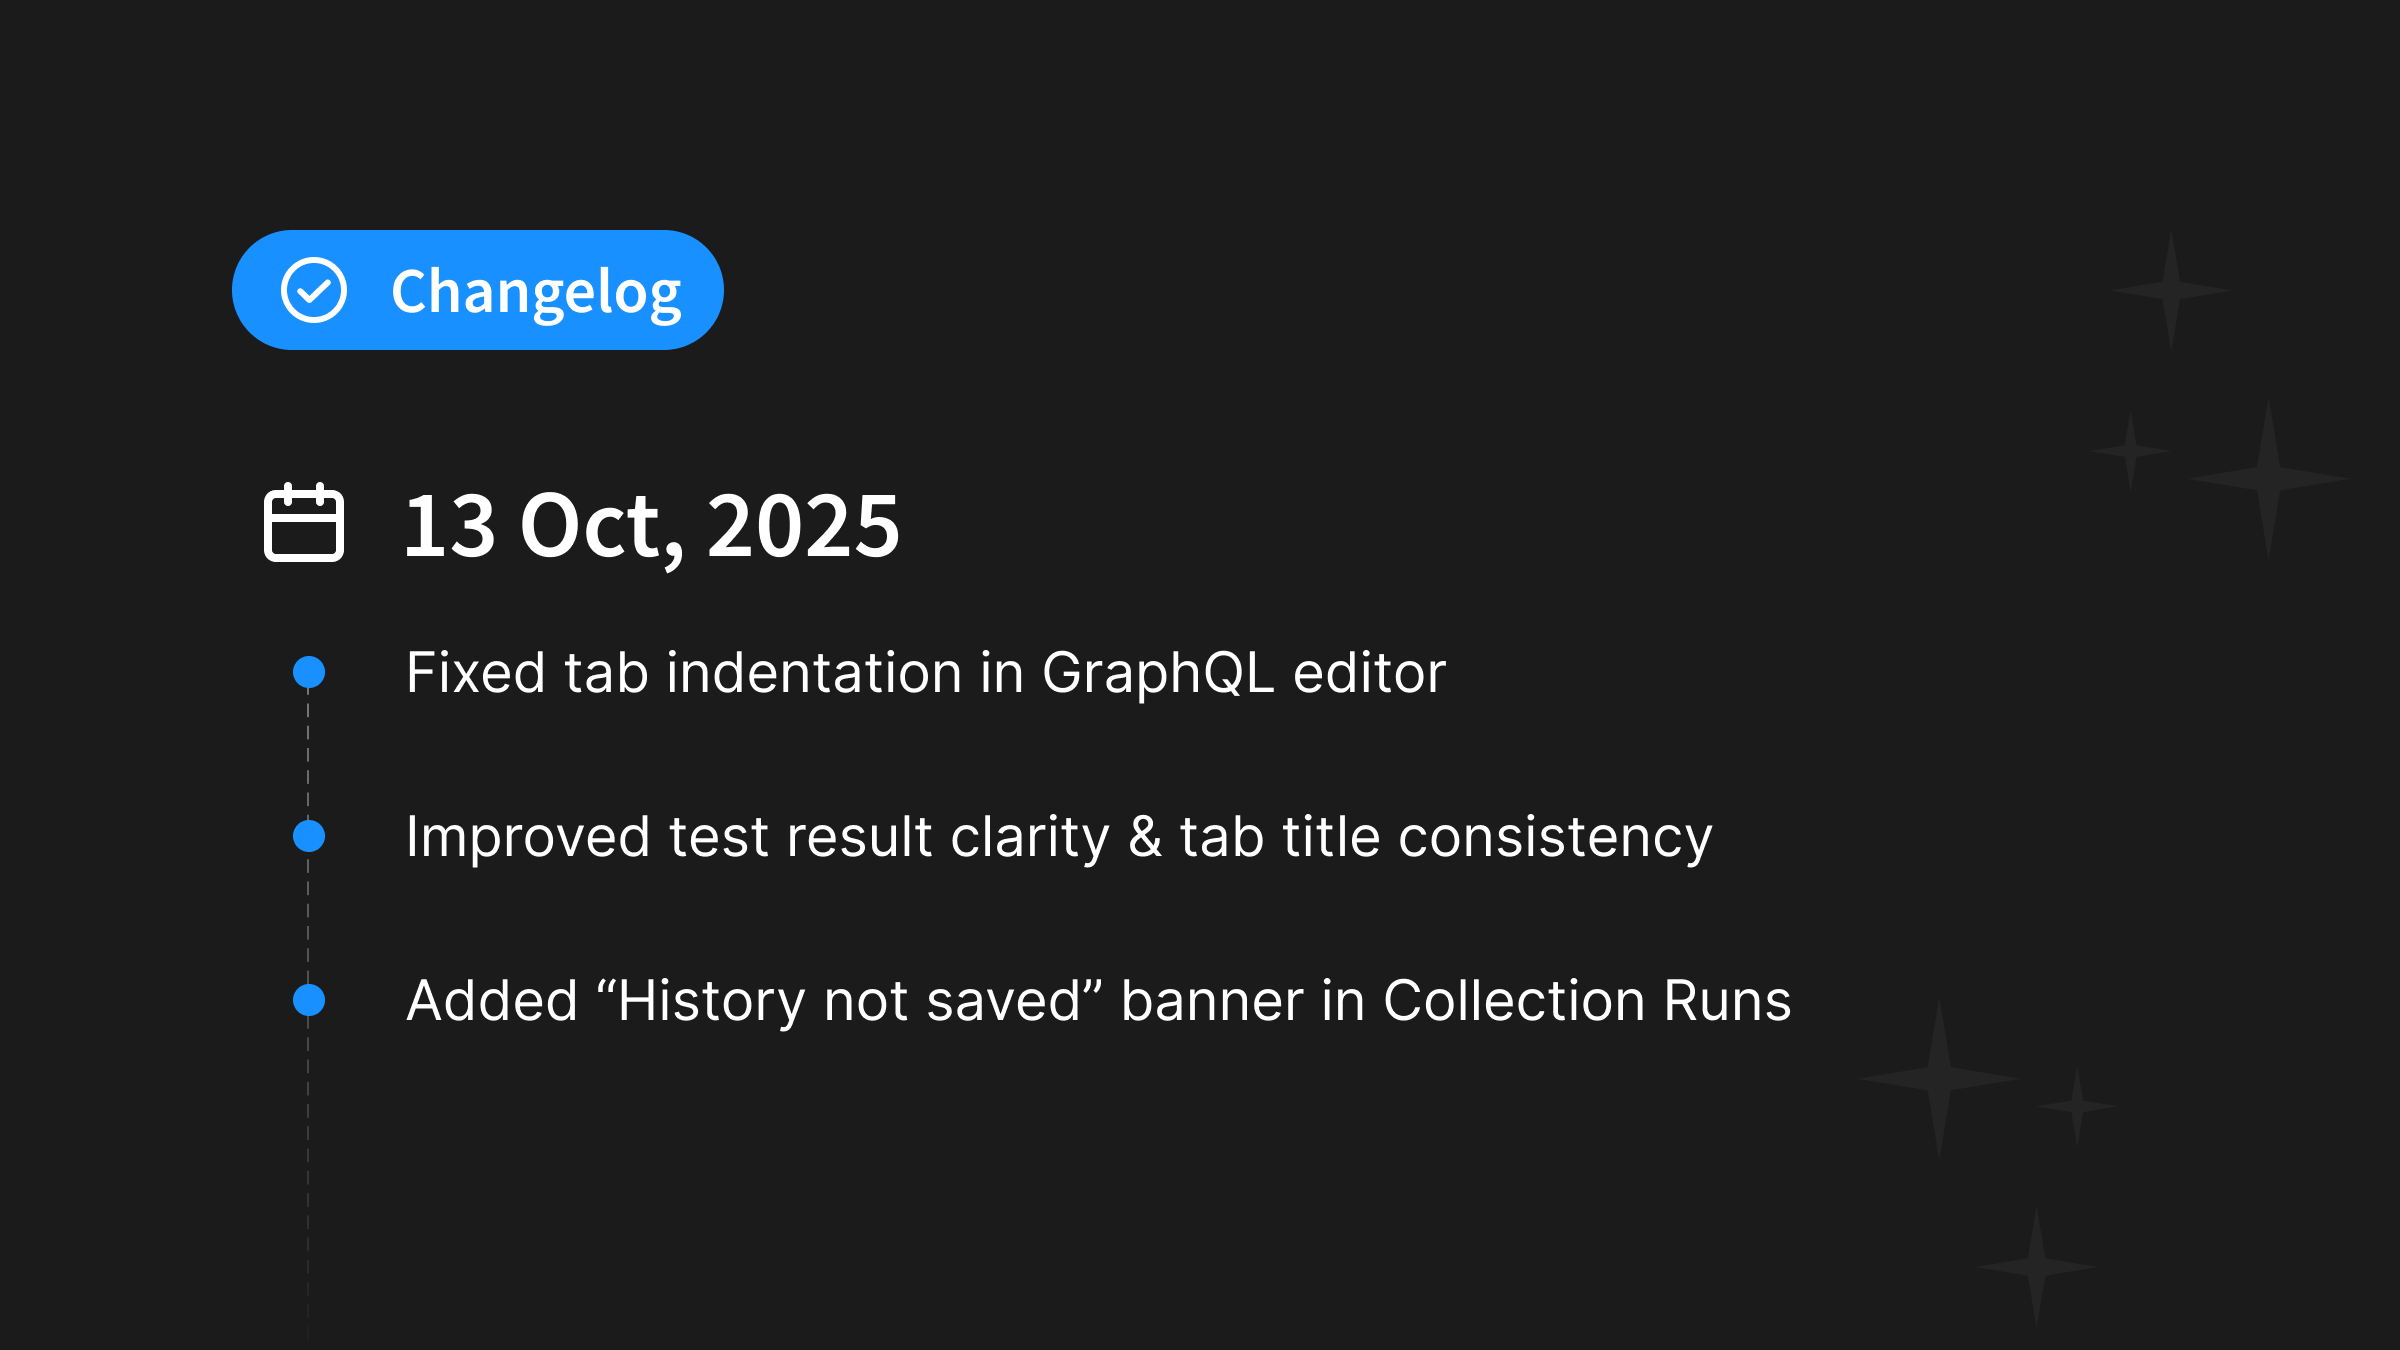 Changelog
13 Oct, 2025
Fixed tab indentation in GraphQL editor
Improved test result clarity & tab title consistency
Added “History not saved” banner in Collection Runs